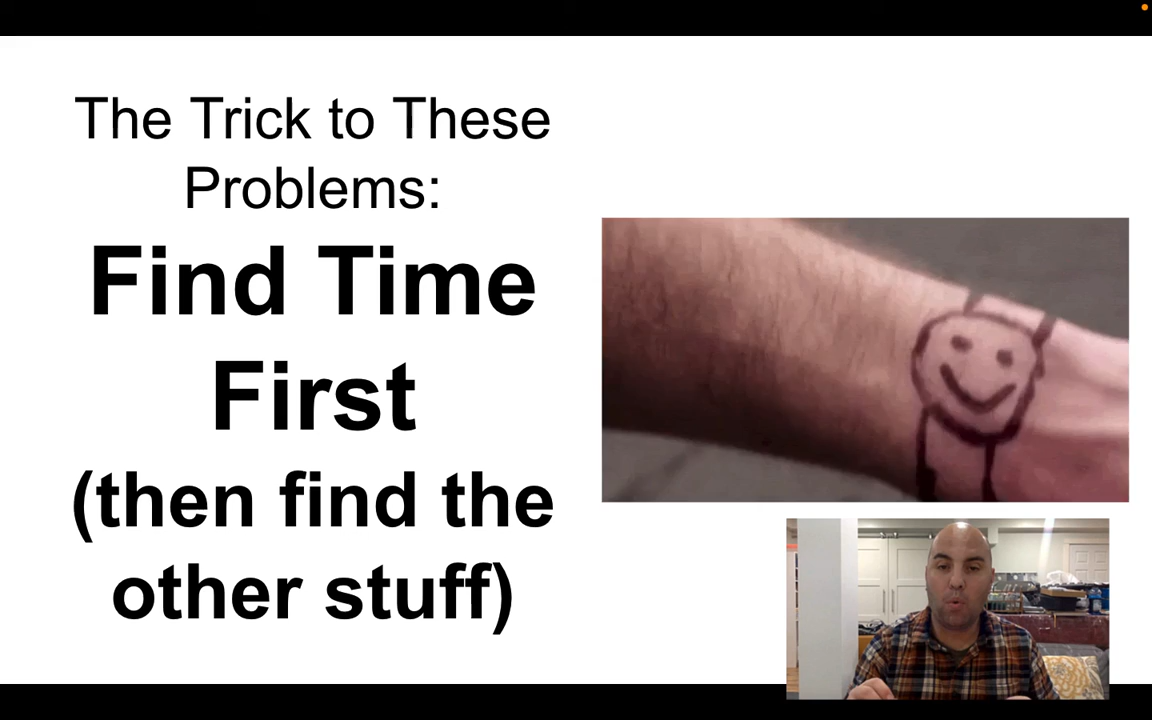 The Trick to These
Problems:
Find Time
First
(then find the
other stuff)